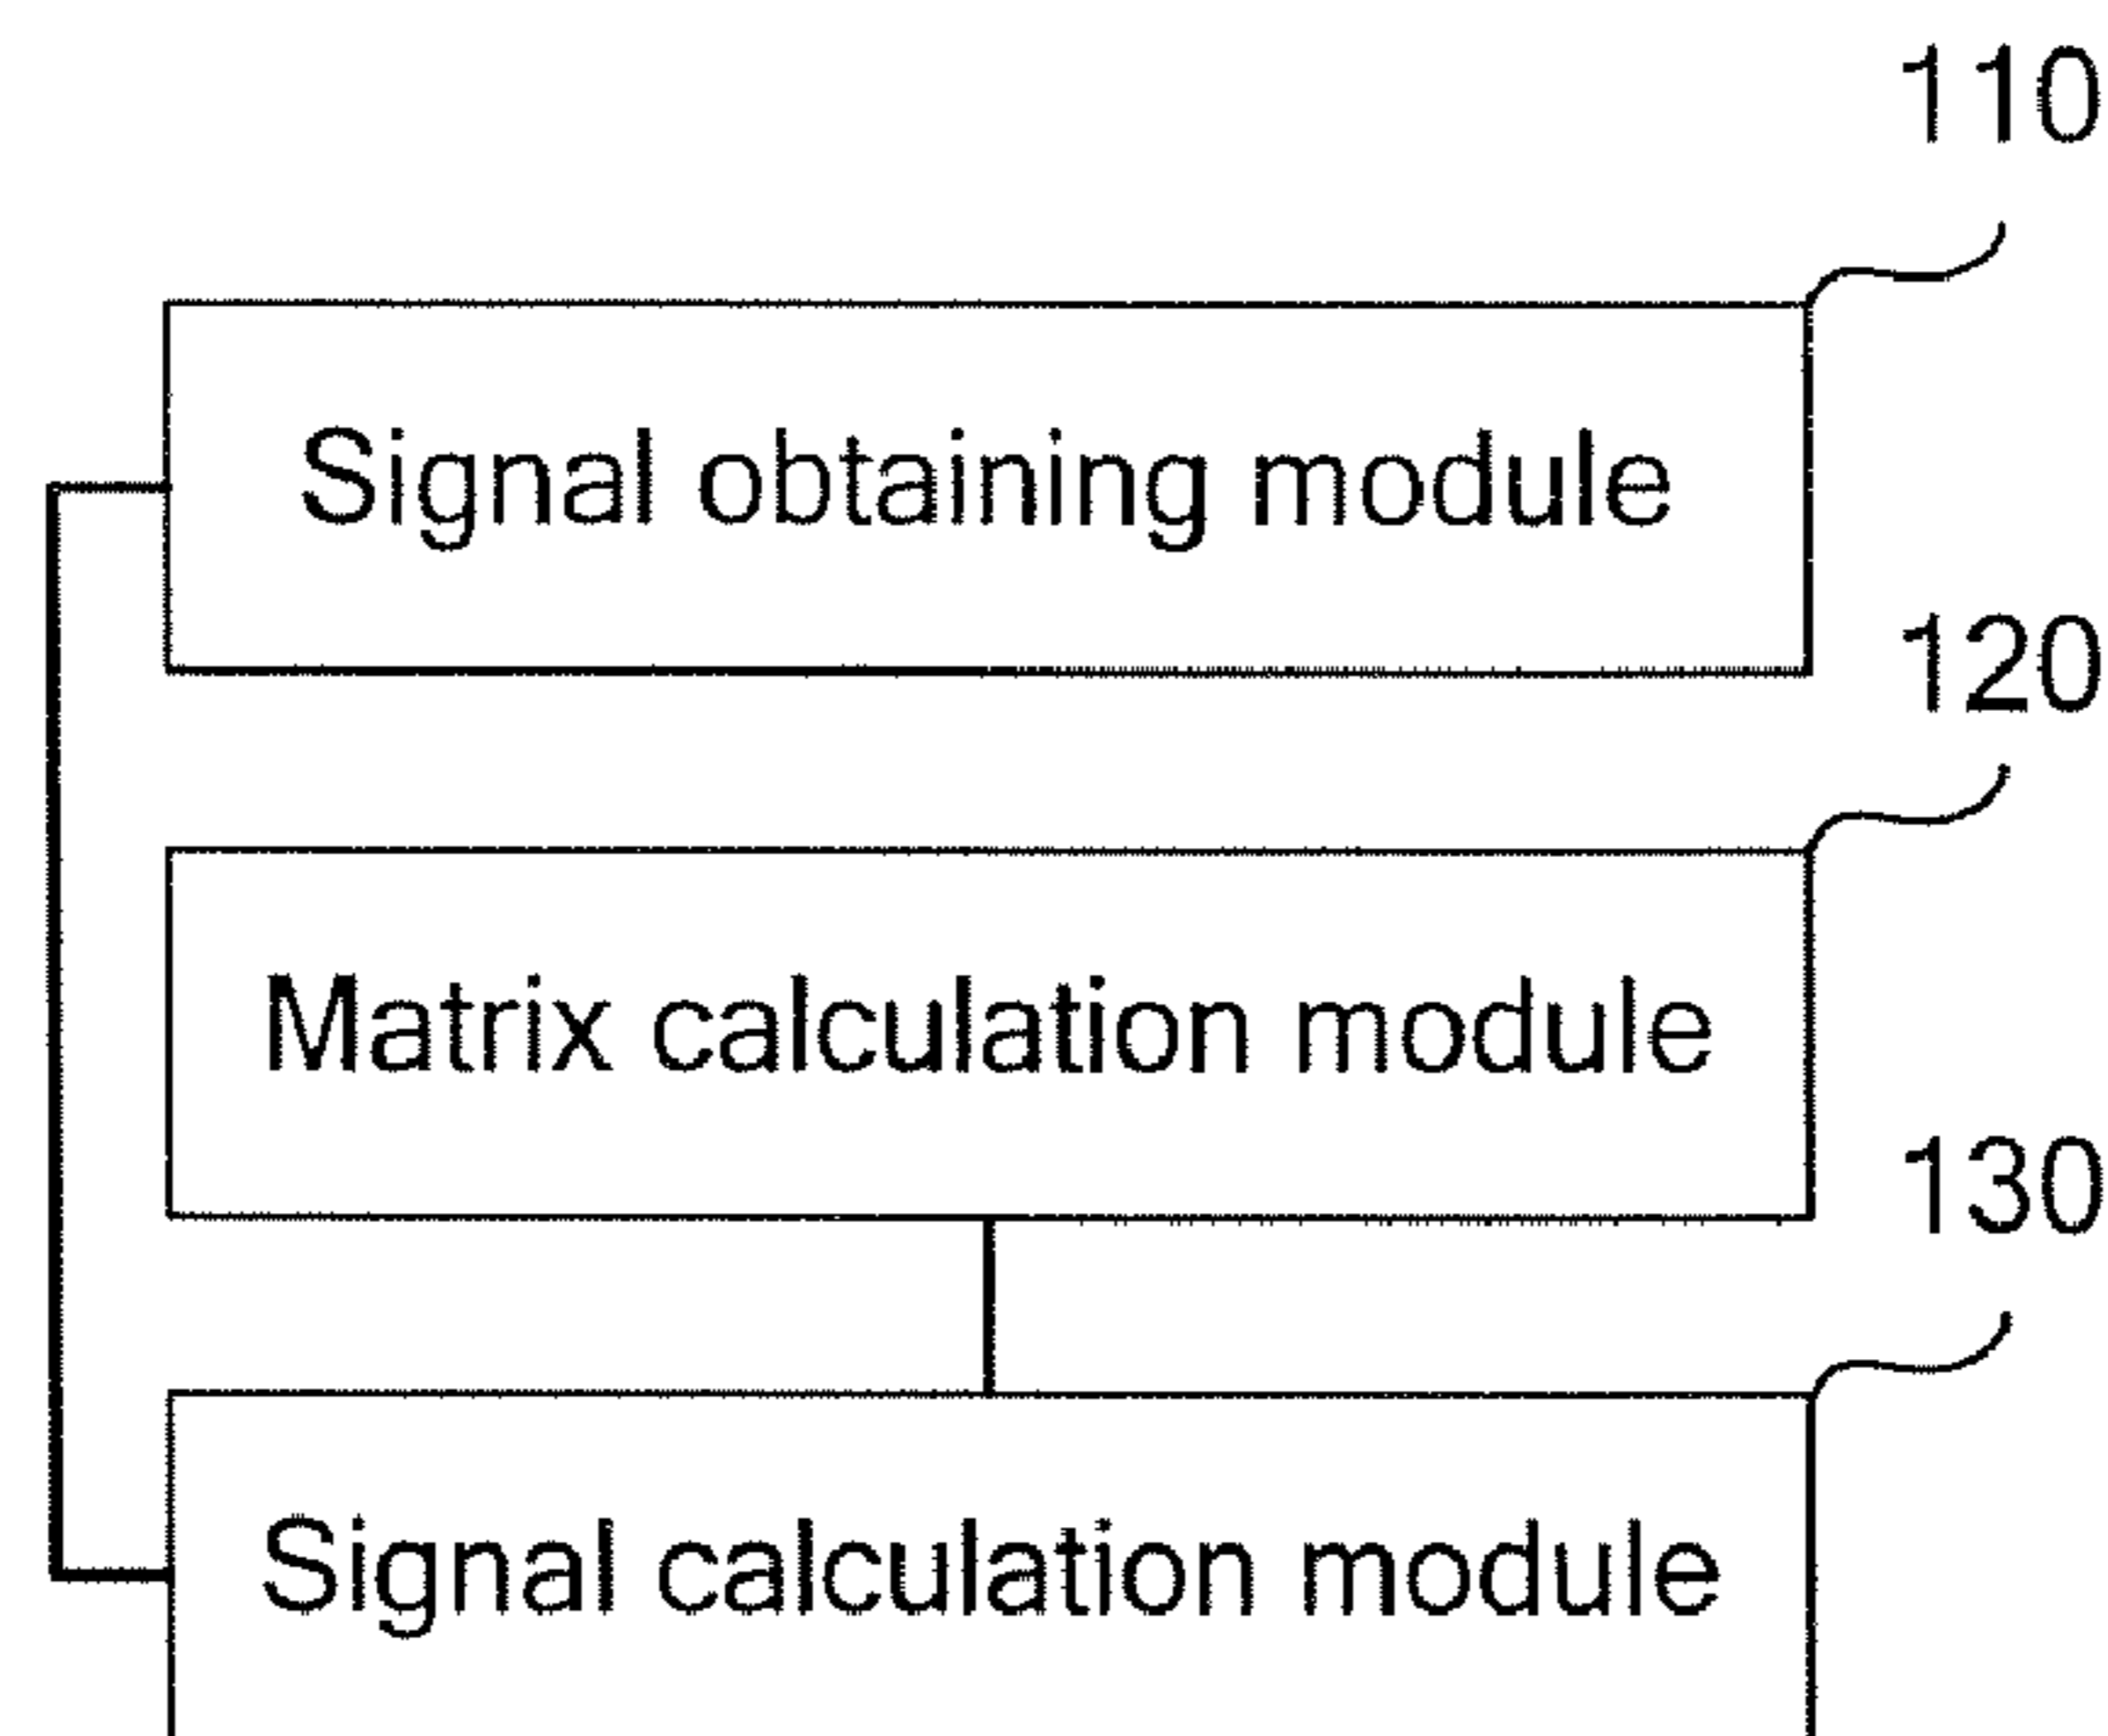 110
Signal obtaining module
120
Matrix calculation module
130
Signal calculation module